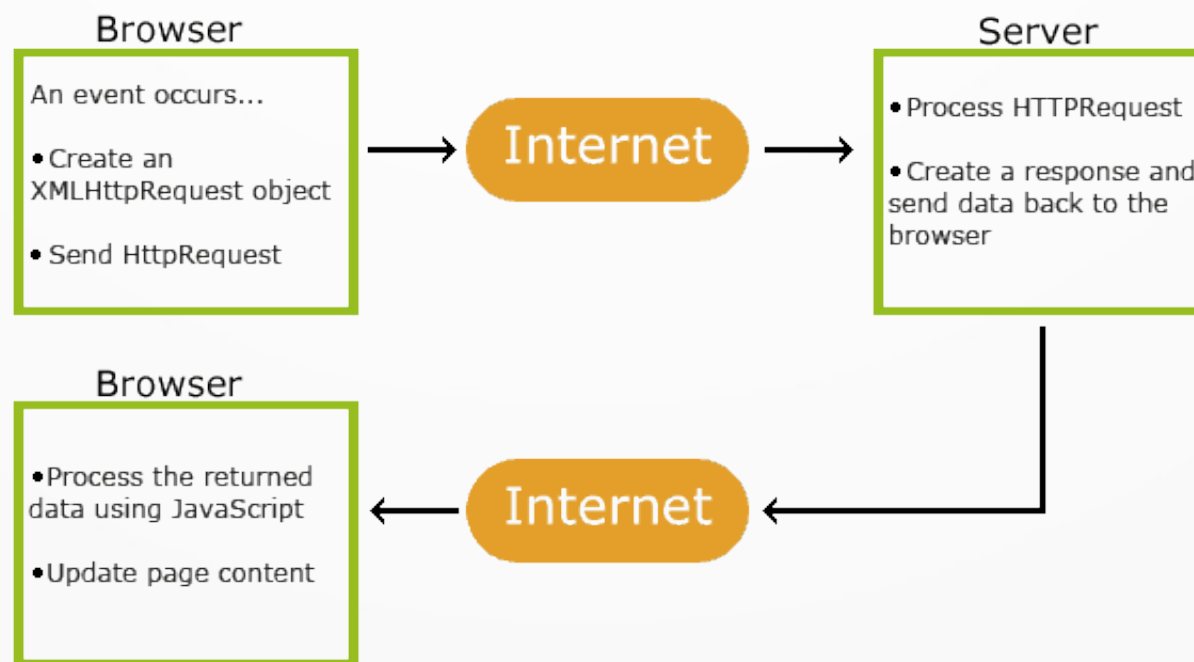 Browser
An event occurs...
•Create an
XMLHttpRequest object
• Send HttpRequest
Internet
Server
•Process HTTPRequest
•Create a response and
send data back to the
browser
Browser
•Process the returned
data using JavaScript
•Update page content
Internet